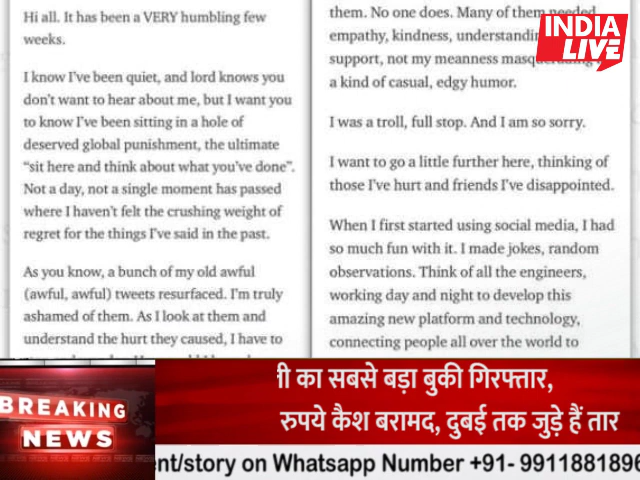 Hi all. It has been a VERY humbling few
weeks.
I know I've been quiet, and lord knows you
don't want to hear about me, but I want you
to know I've been sitting in a hole of
deserved global punishment, the ultimate
“sit here and think about what you've done”.
Not a day, not a single moment has passed
where I haven't felt the crushing weight of
regret for the things I've said in the past.
As you know, a bunch of my old awful
(awful, awful) tweets resurfaced. I'm truly
ashamed of them. As I look at them and
understand the hurt they caused, I have to
them. No one does. Many of them needed
empathy, kindness,
support, not my meanness
a kind of casual, edgy humor.
I was a troll, full stop. And I am so sorry.
I want to go a little further here, thinking of
those I've hurt and friends I've disappointed.
When I first started using social media, I had
so much fun with it. I made jokes, random
observations. Think of all the engineers,
working day and night to develop this
amazing new platform and technology,
connecting people all over the world to
INDIA
LIVE
BREAKING
NEWS
का सबसे बड़ा बुकी गिरफ्तार,
रुपये कैश बरामद, दुबई तक जुड़े हैं तार
nt/story on Whatsapp Number +91- 9911881896